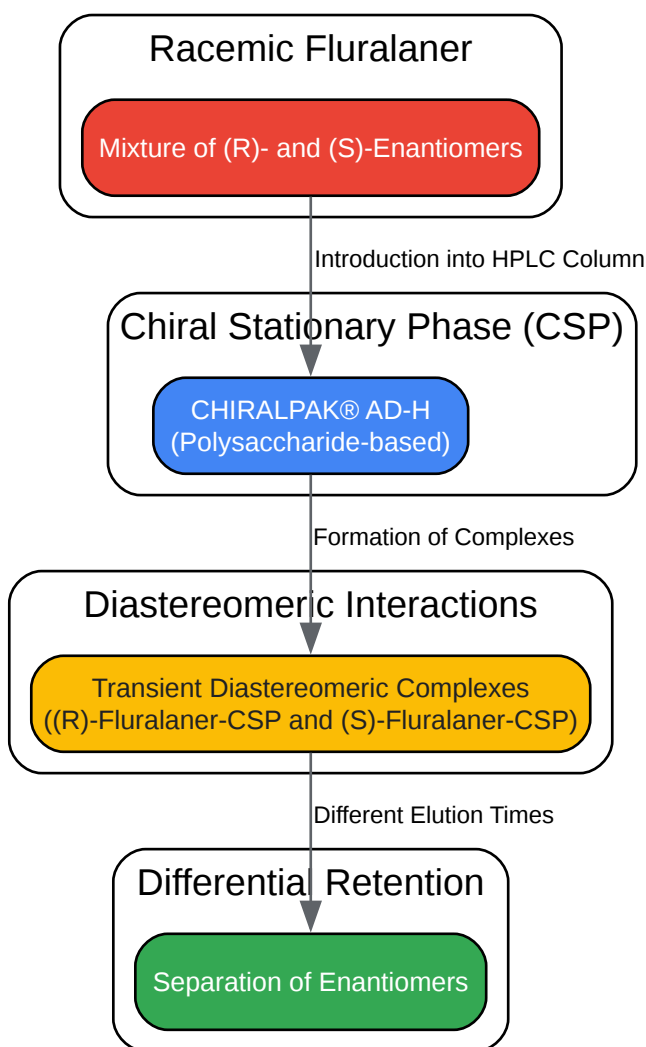 Racemic Fluralaner
Mixture of (R)- and (S)-Enantiomers
Introduction into HPLC Column
Chiral Stationary Phase (CSP)
CHIRALPAK® AD-H
(Polysaccharide-based)
Formation of Complexes
Diastereomeric Interactions
Transient Diastereomeric Complexes
((R)-Fluralaner-CSP and (S)-Fluralaner-CSP)
Different Elution Times
Differential Retention
Separation of Enantiomers